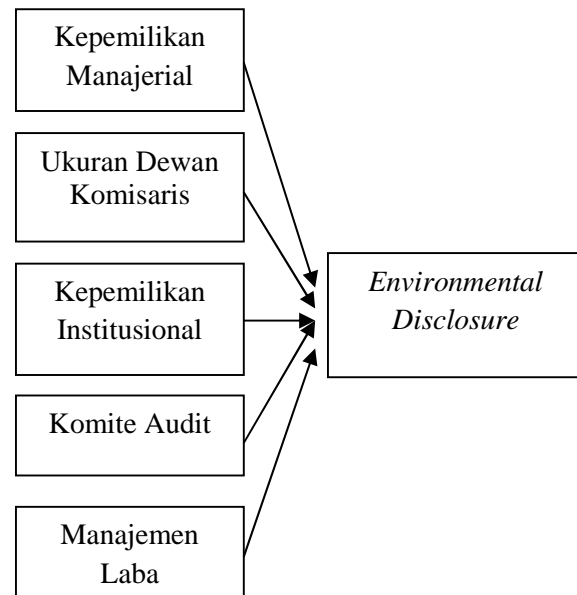 Kepemilikan
Manajerial
Ukuran Dewan
Komisaris
Kepemilikan
Institusional
Komite Audit
Manajemen
Laba
Environmental
Disclosure